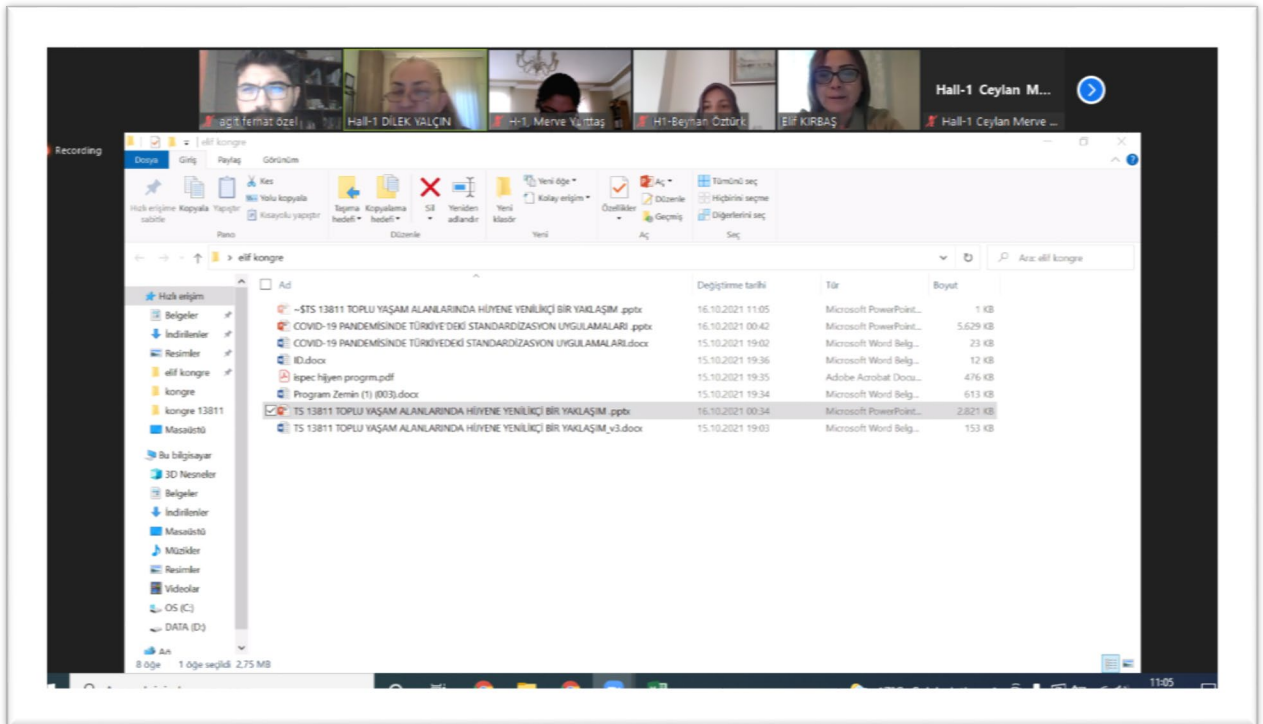 Hall-1 Ceylan M...
agit ferhat özel
Hall-1 DİLEK YALÇIN
H-1, Merve Yurttaş
H1-Beyhan Öztürk
Elif KIRBAŞ
Hall-1 Ceylan Merve ...
Recording
elif kongre
Dosya Giriş Paylaş Görünüm
Hızlı erişime sabitle
Kopyala
Yapıştır
Kes
Yolu kopyala
Kısayolu yapıştır
Taşıma hedefi
Kopyalama hedefi
Sil
Yeniden adlandır
Yeni klasör
Yeni öğe
Kolay erişim
Özellikler
Aç
Düzenle
Geçmiş
Tümünü seç
Hiçbirini seçme
Diğerlerini seç
Pano Düzenle Yeni Aç Seç
elif kongre
Ara: elif kongre
Ad Değiştirme tarihi Tür Boyut
~$TS 13811 TOPLU YAŞAM ALANLARINDA HİJYENE YENİLİKÇİ BİR YAKLAŞIM .pptx 16.10.2021 11:05 Microsoft PowerPoint... 1 KB
COVID-19 PANDEMİSİNDE TÜRKİYE'DEKİ STANDARDİZASYON UYGULAMALARI .pptx 16.10.2021 00:42 Microsoft PowerPoint... 5.629 KB
COVID-19 PANDEMİSİNDE TÜRKİYEDEKİ STANDARDİZASYON UYGULAMALARI.docx 15.10.2021 19:02 Microsoft Word Belg... 23 KB
ID.docx 15.10.2021 19:36 Microsoft Word Belg... 12 KB
ispec hijyen progrm.pdf 15.10.2021 19:35 Adobe Acrobat Docu... 476 KB
Program Zemin (1) (003).docx 15.10.2021 19:34 Microsoft Word Belg... 613 KB
TS 13811 TOPLU YAŞAM ALANLARINDA HİJYENE YENİLİKÇİ BİR YAKLAŞIM .pptx 16.10.2021 00:34 Microsoft PowerPoint... 2.821 KB
TS 13811 TOPLU YAŞAM ALANLARINDA HİJYENE YENİLİKÇİ BİR YAKLAŞIM_v3.docx 15.10.2021 19:03 Microsoft Word Belg... 153 KB
Hızlı erişim
Belgeler
İndirilenler
Resimler
elif kongre
kongre
kongre 13811
Masaüstü
Bu bilgisayar
3D Nesneler
Belgeler
İndirilenler
Masaüstü
Müzikler
Resimler
Videolar
OS (C:)
DATA (D:)
Ağ
8 öğe 1 öğe seçildi 2,75 MB
11:05